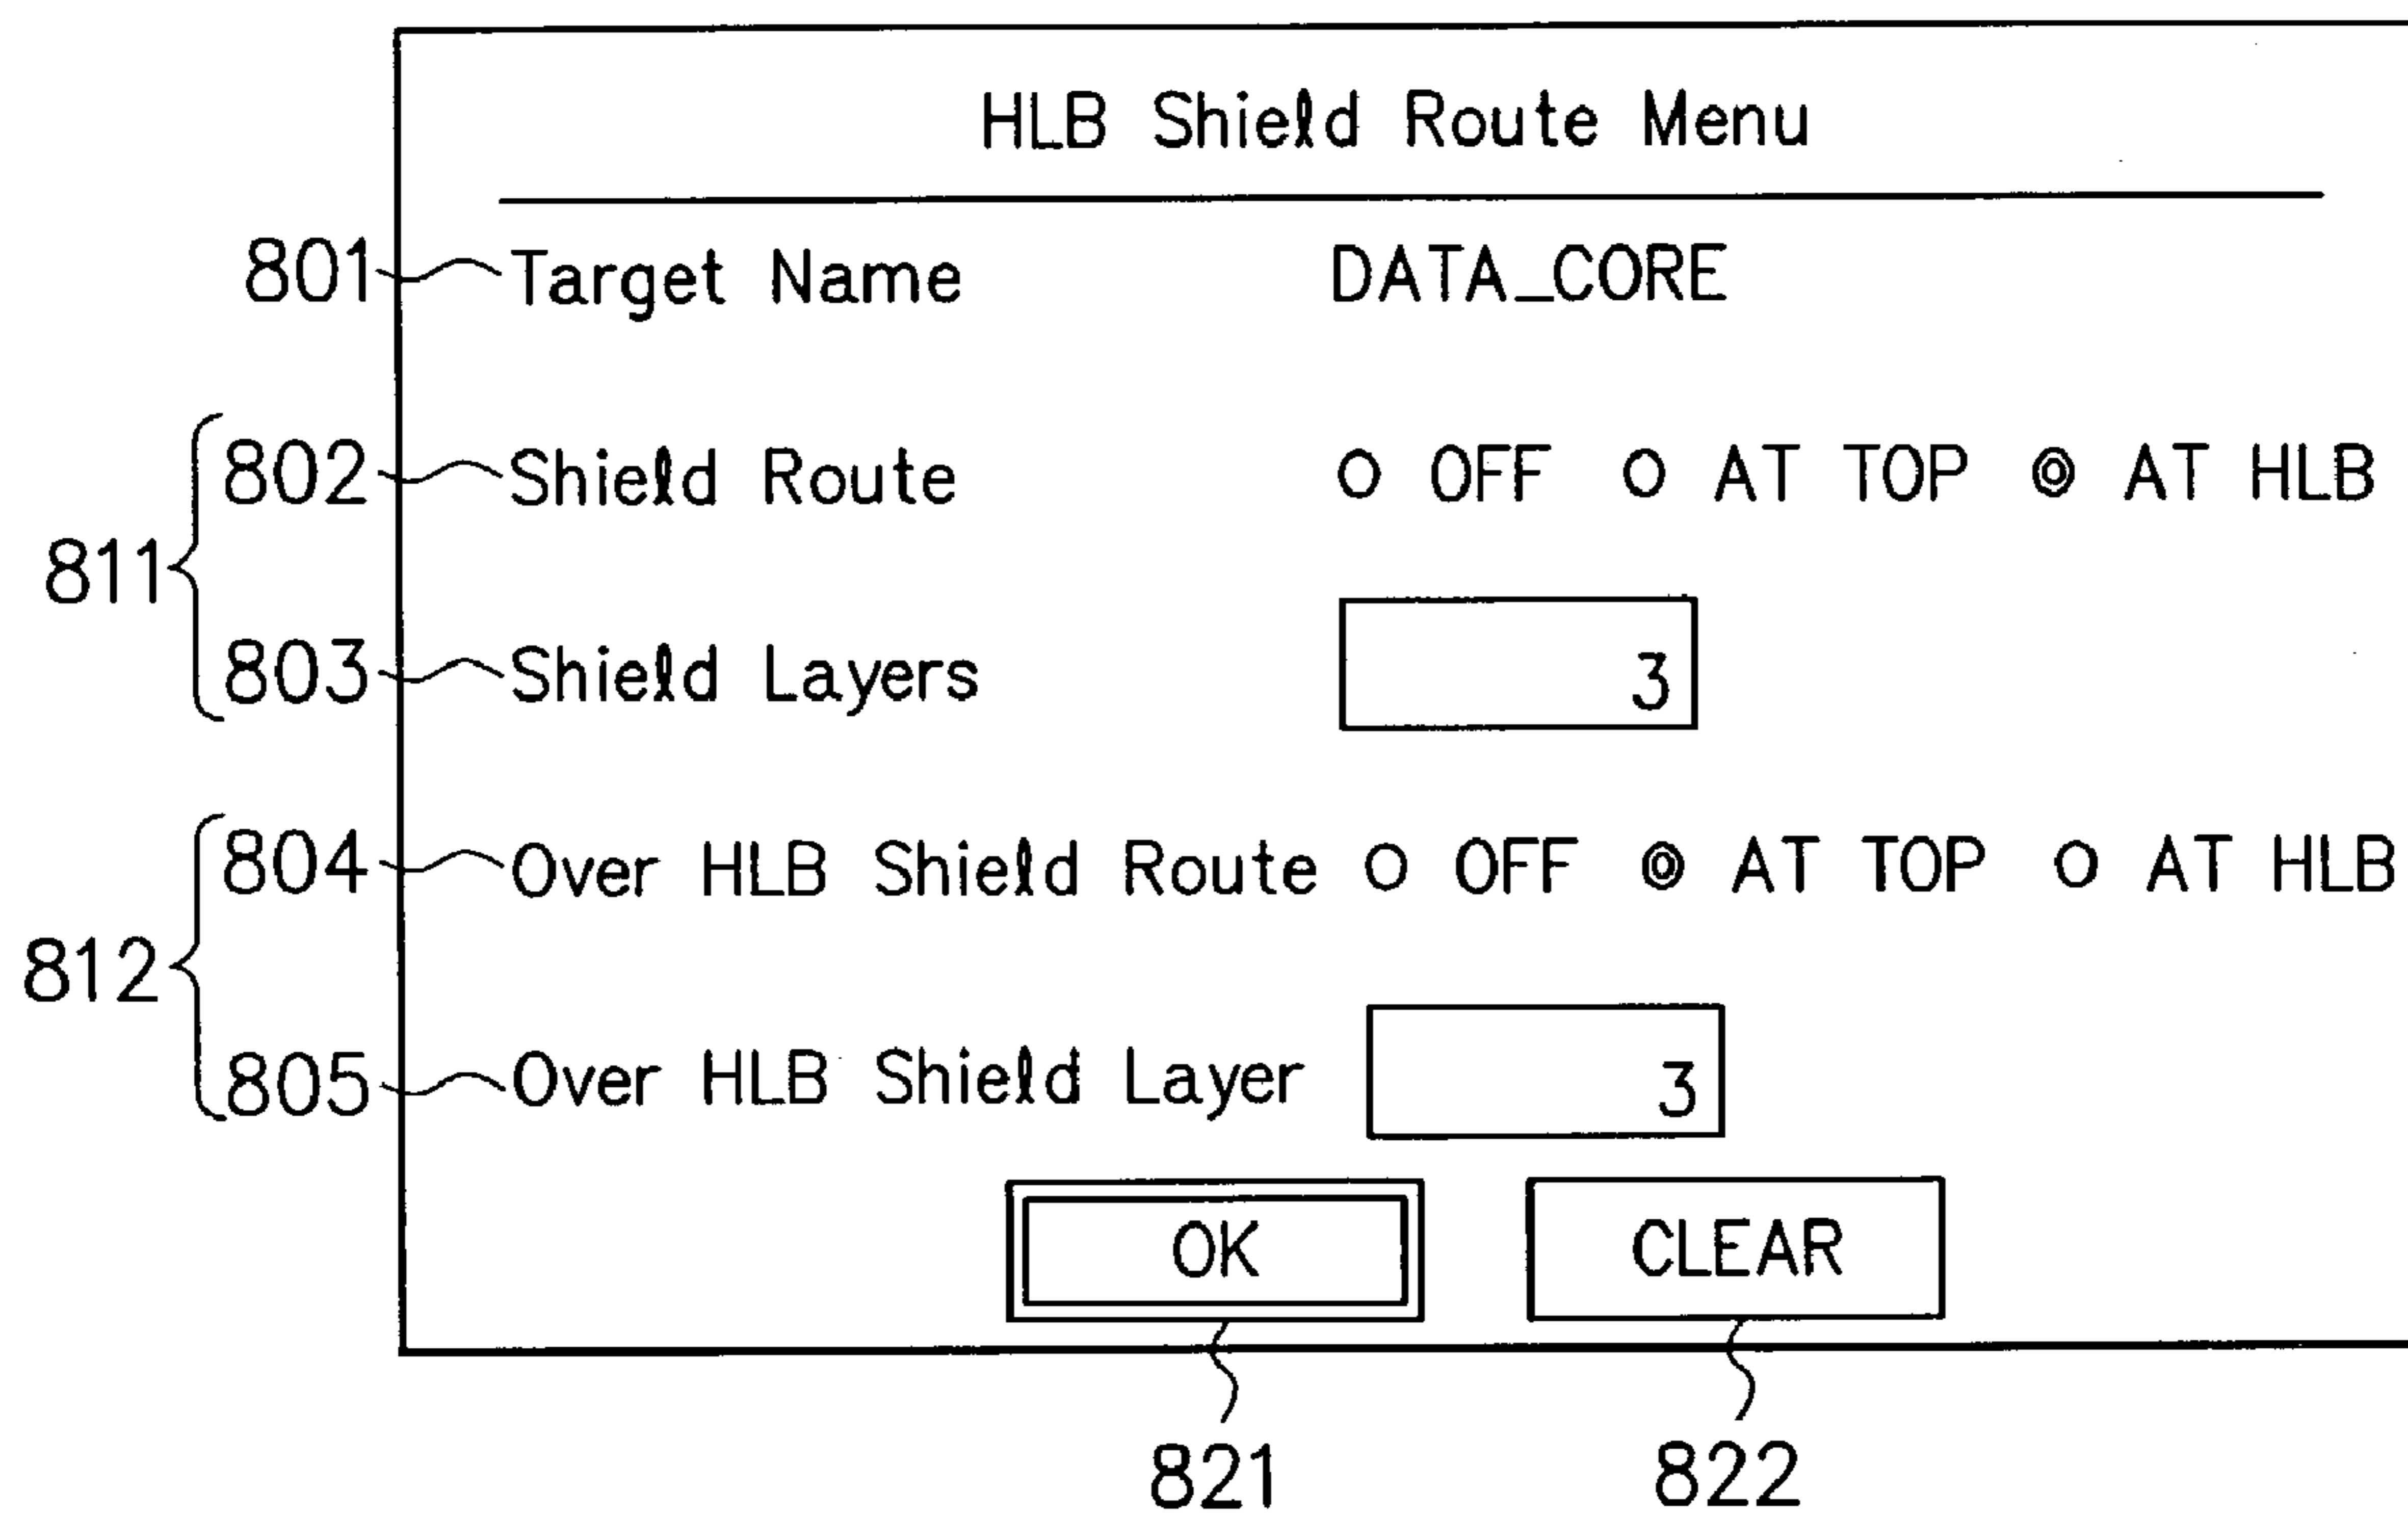 HLB Shield Route Menu
801 Target Name DATA_CORE
802 Shield Route OFF AT TOP AT HLB
811
803 Shield Layers 3
804 Over HLB Shield Route OFF AT TOP AT HLB
812
805 Over HLB Shield Layer 3
OK CLEAR
821 822